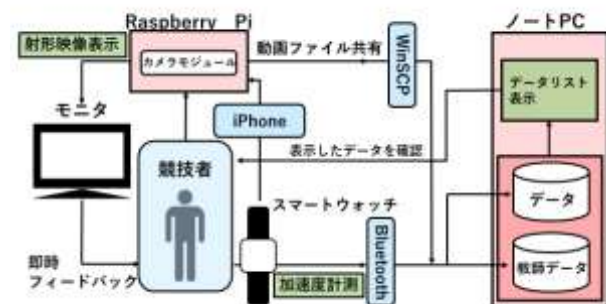 Raspberry Pi
ノートPC
射形映像表示
カメラモジュール
動画ファイル共有
WinSCP
データリスト
表示
モニタ
iPhone
表示したデータを確認
競技者
スマートウォッチ
データ
Bluetooth
教師データ
即時
フィードバック
加速度計測